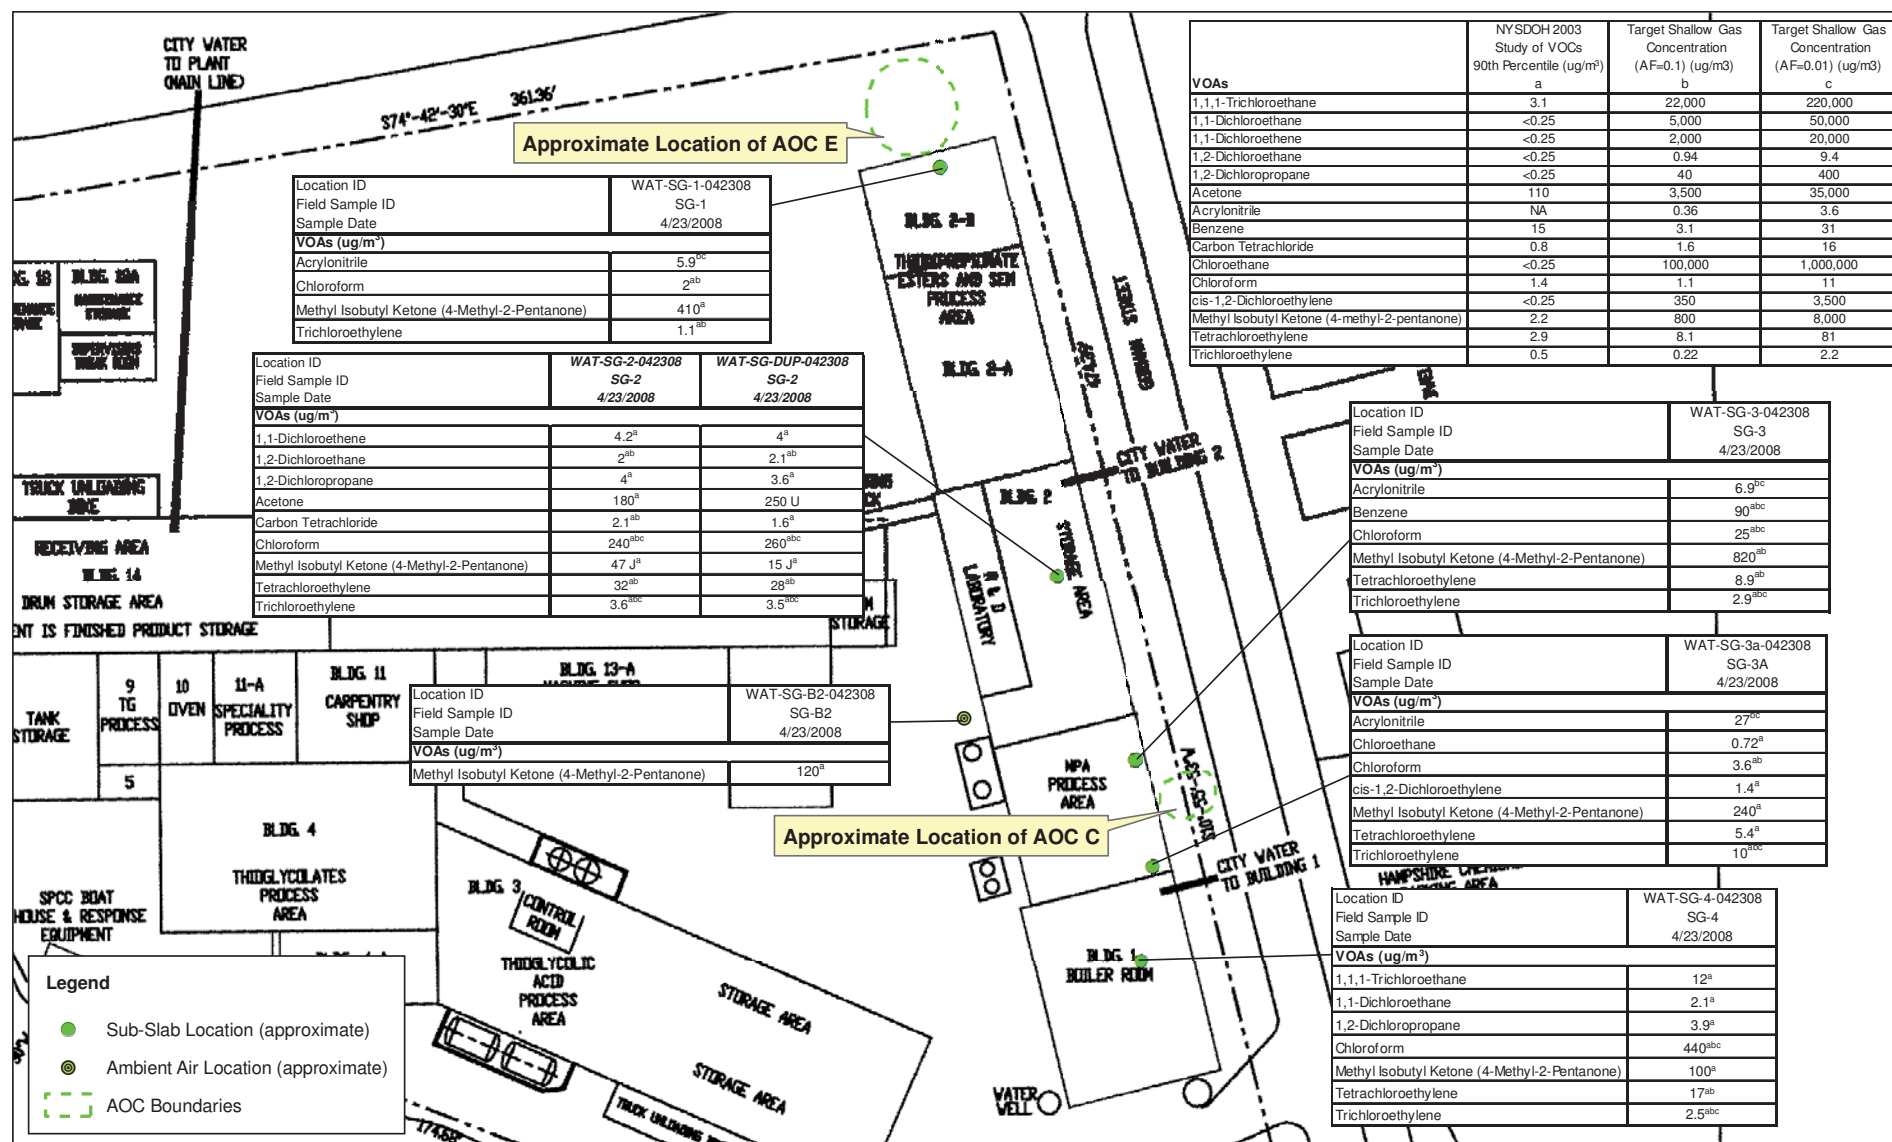 CITY WATER
TO PLANT
(MAIN LINE)
S74°-42'-30"E 361.36'
Approximate Location of AOC E
VOAs | NYSDOH 2003 Study of VOCs 90th Percentile (ug/m³) a | Target Shallow Gas Concentration (AF=0.1) (ug/m3) b | Target Shallow Gas Concentration (AF=0.01) (ug/m3) c
1,1,1-Trichloroethane 3.1 22,000 220,000
1,1-Dichloroethane <0.25 5,000 50,000
1,1-Dichloroethene <0.25 2,000 20,000
1,2-Dichloroethane <0.25 0.94 9.4
1,2-Dichloropropane <0.25 40 400
Acetone 110 3,500 35,000
Acrylonitrile NA 0.36 3.6
Benzene 15 3.1 31
Carbon Tetrachloride 0.8 1.6 16
Chloroethane <0.25 100,000 1,000,000
Chloroform 1.4 1.1 11
cis-1,2-Dichloroethylene <0.25 350 3,500
Methyl Isobutyl Ketone (4-methyl-2-pentanone) 2.2 800 8,000
Tetrachloroethylene 2.9 8.1 81
Trichloroethylene 0.5 0.22 2.2
Location ID WAT-SG-1-042308
Field Sample ID SG-1
Sample Date 4/23/2008
VOAs (ug/m³)
Acrylonitrile 5.9bc
Chloroform 2ab
Methyl Isobutyl Ketone (4-Methyl-2-Pentanone) 410a
Trichloroethylene 1.1ab
Location ID WAT-SG-2-042308 WAT-SG-DUP-042308
Field Sample ID SG-2 SG-2
Sample Date 4/23/2008 4/23/2008
VOAs (ug/m³)
1,1-Dichloroethene 4.2a 4a
1,2-Dichloroethane 2ab 2.1ab
1,2-Dichloropropane 4a 3.6a
Acetone 180a 250 U
Carbon Tetrachloride 2.1ab 1.6a
Chloroform 240abc 260abc
Methyl Isobutyl Ketone (4-Methyl-2-Pentanone) 47 Ja 15 Ja
Tetrachloroethylene 32ab 28ab
Trichloroethylene 3.6abc 3.5abc
Location ID WAT-SG-3-042308
Field Sample ID SG-3
Sample Date 4/23/2008
VOAs (ug/m³)
Acrylonitrile 6.9bc
Benzene 90abc
Chloroform 25abc
Methyl Isobutyl Ketone (4-Methyl-2-Pentanone) 820ab
Tetrachloroethylene 8.9ab
Trichloroethylene 2.9abc
Location ID WAT-SG-3a-042308
Field Sample ID SG-3A
Sample Date 4/23/2008
VOAs (ug/m³)
Acrylonitrile 27bc
Chloroethane 0.72a
Chloroform 3.6ab
cis-1,2-Dichloroethylene 1.4a
Methyl Isobutyl Ketone (4-Methyl-2-Pentanone) 240a
Tetrachloroethylene 5.4a
Trichloroethylene 10abc
Location ID WAT-SG-B2-042308
Field Sample ID SG-B2
Sample Date 4/23/2008
VOAs (ug/m³)
Methyl Isobutyl Ketone (4-Methyl-2-Pentanone) 120a
Location ID WAT-SG-4-042308
Field Sample ID SG-4
Sample Date 4/23/2008
VOAs (ug/m³)
1,1,1-Trichloroethane 12a
1,1-Dichloroethane 2.1a
1,2-Dichloropropane 3.9a
Chloroform 440abc
Methyl Isobutyl Ketone (4-Methyl-2-Pentanone) 100a
Tetrachloroethylene 17ab
Trichloroethylene 2.5abc
BLDG. 2-B
ESTERS AND SEM
PROCESS
AREA
BLDG. 2-A
STREET
CITY WATER
TO BUILDING 2
BLDG. 2
STORAGE AREA
R & D
LABORATORY
BLDG. 18A
MAINTENANCE
STORAGE
TRUCK UNLOADING
DIKE
RECEIVING AREA
BLDG. 14
DRUM STORAGE AREA
ENT IS FINISHED PRODUCT STORAGE
STORAGE
TANK
STORAGE
9
TG
PROCESS
10
OVEN
11-A
SPECIALITY
PROCESS
BLDG. 11
CARPENTRY
SHOP
BLDG. 13-A
5
NPA
PROCESS
AREA
Approximate Location of AOC C
CITY WATER
TO BUILDING 1
BLDG. 4
THIOGLYCOLATES
PROCESS
AREA
SPCC BOAT
HOUSE & RESPONSE
EQUIPMENT
BLDG. 3
CONTROL
ROOM
THIOGLYCOLIC
ACID
PROCESS
AREA
STORAGE AREA
STORAGE AREA
TRUCK UNLOADING
174.68'
BLDG. 1
BOILER ROOM
WATER
WELL
Legend
Sub-Slab Location (approximate)
Ambient Air Location (approximate)
AOC Boundaries